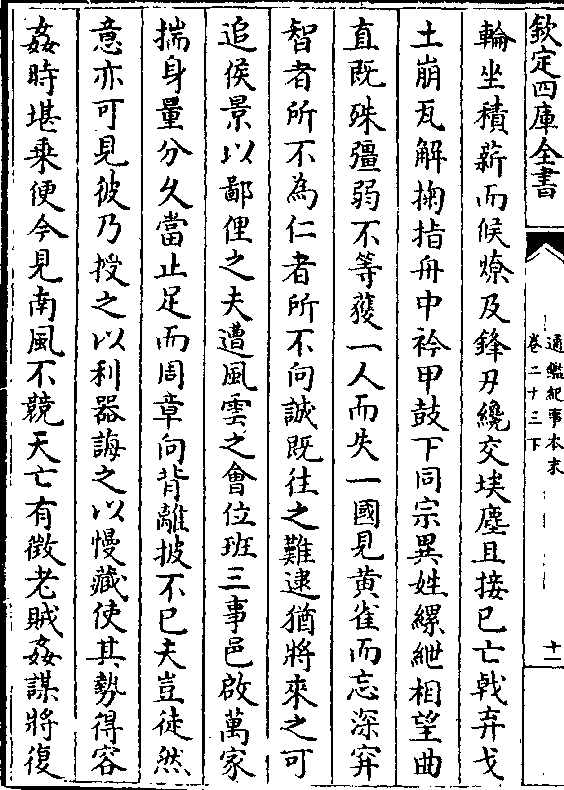 欽定四庫全書
通鑑紀事本末
卷二十三下
十二
輪坐積薪而候燎及鋒刃纔交埃塵且接已亡㦸弃戈
土崩瓦解掬指舟中衿甲鼓下同宗異姓縲紲相望曲
直既殊彊弱不等獲一人而失一國見黄雀而忘深穽
智者所不為仁者所不向誠既往之難逮猶將來之可
追侯景以鄙俚之夫遭風雲之會位班三事邑啟萬家
揣身量分久當止足而周章向背離披不已夫豈徒然
意亦可見彼乃授之以利器誨之以慢藏使其勢得容
姦時堪乗便今見南風不競天亡有徵老賊姦謀將復